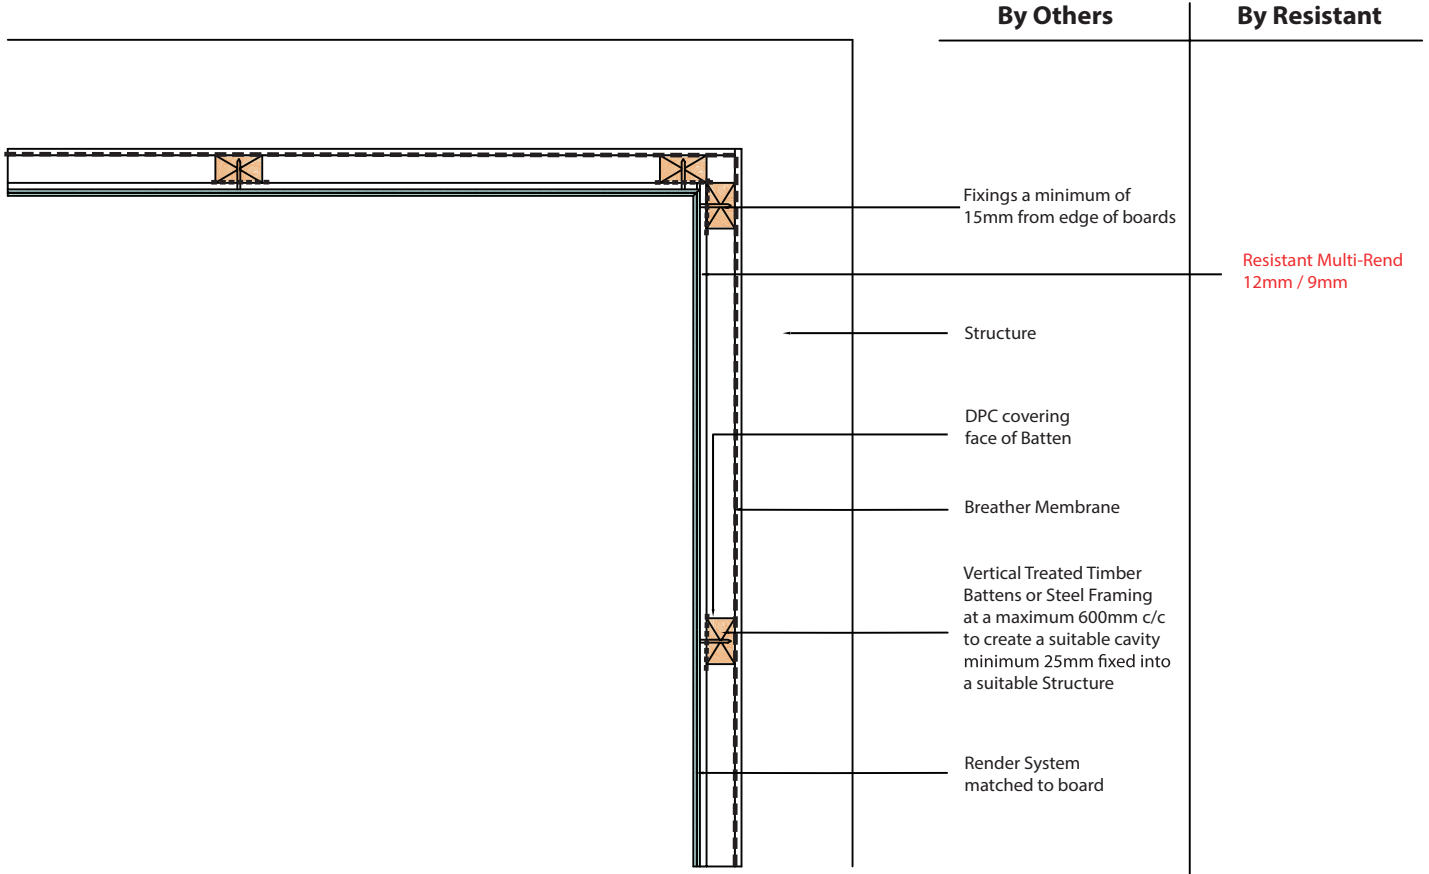 By Others
By Resistant
Fixings a minimum of
15mm from edge of boards
Resistant Multi-Rend
12mm / 9mm
Structure
DPC covering
face of Batten
Breather Membrane
Vertical Treated Timber
Battens or Steel Framing
at a maximum 600mm c/c
to create a suitable cavity
minimum 25mm fixed into
a suitable Structure
Render System
matched to board